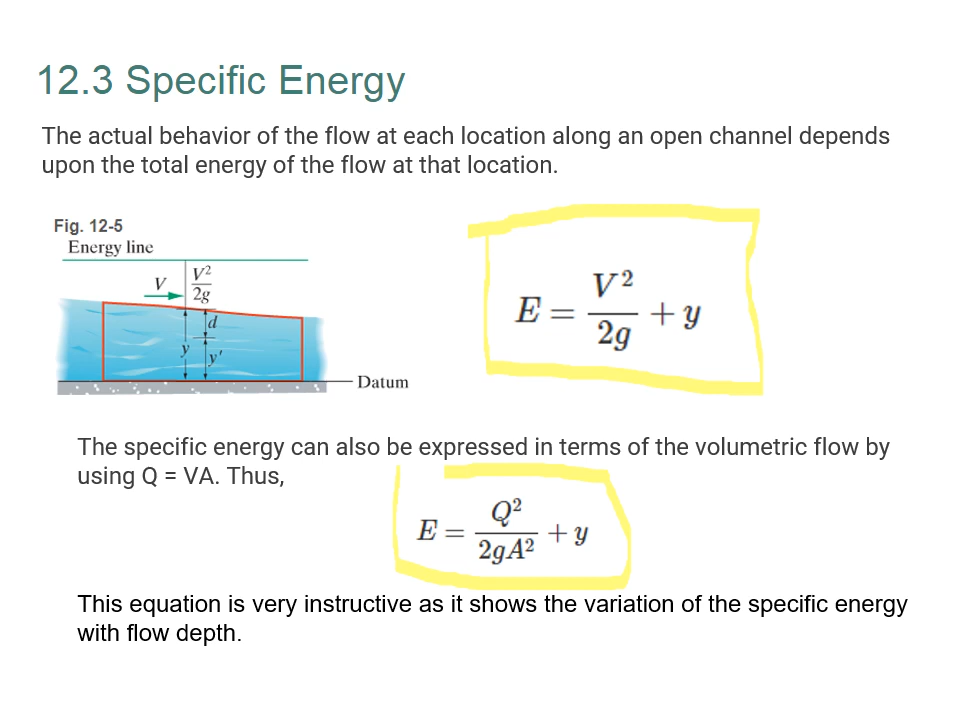 12.3 Specific Energy
The actual behavior of the flow at each location along an open channel depends
upon the total energy of the flow at that location.
Fig. 12-5
Energy line
V
V²
2g
d
y
y'
Datum
E = V²/2g + y
The specific energy can also be expressed in terms of the volumetric flow by
using Q = VA. Thus,
E = Q²/2gA² + y
This equation is very instructive as it shows the variation of the specific energy
with flow depth.